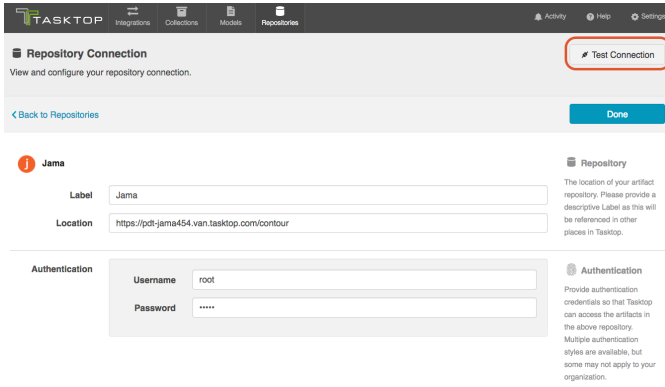 TASKTOP
Integrations
Collections
Models
Repositories
Activity
Help
Settings
Repository Connection
Test Connection
View and configure your repository connection.
Back to Repositories
Done
j
Jama
Repository
The location of your artifact
repository. Please provide a
descriptive Label as this will
be referenced in other
places in Tasktop.
Label
Jama
Location
https://pdt-jama454.van.tasktop.com/contour
Authentication
Username
root
Password
•••••
Authentication
Provide authentication
credentials so that Tasktop
can access the artifacts in
the above repository.
Multiple authentication
styles are available, but
some may not apply to your
organization.